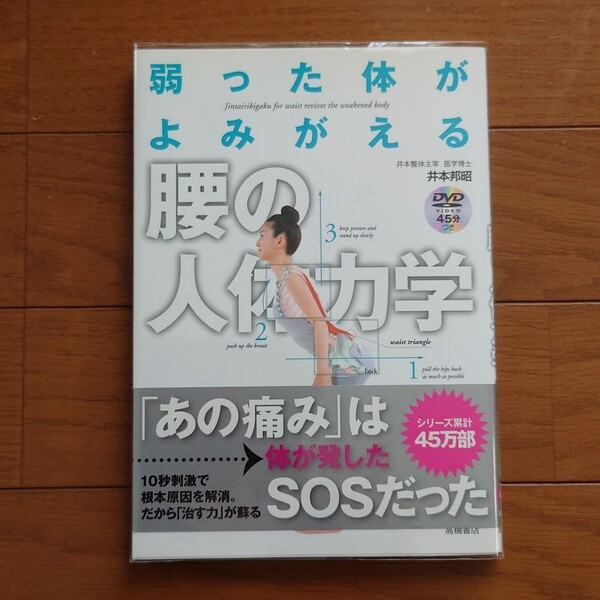 弱った体が
Jintairikigaku for waist revives the weakened body
よみがえる
井本整体主宰 医学博士
井本邦昭
DVD
VIDEO
45分
つき
腰の
人体力学
3 keep posture and
stand up slowly
2
push up the breast
waist triangle
Lock
1 pull the hips back
as much as possible
「あの痛み」は
体が発した
SOSだった
シリーズ累計
45万部
10秒刺激で
根本原因を解消。
だから「治す力」が蘇る
高橋書店